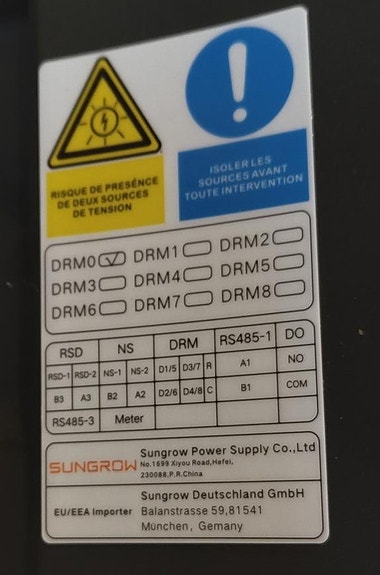 RISQUE DE PRESÉNCE
DE DEUX SOURCES
DE TENSION
ISOLER LES
SOURCES AVANT
TOUTE INTERVENTION
DRM0 DRM1 DRM2
DRM3 DRM4 DRM5
DRM6 DRM7 DRM8
RSD NS DRM RS485-1 DO
RSD-1 RSD-2 NS-1 NS-2 D1/5 D3/7 R A1 NO
B3 A3 B2 A2 D2/6 D4/8 C B1 COM
RS485-3 Meter
SUNGROW
Sungrow Power Supply Co.,Ltd
No.1699 Xiyou Road,Hefei,
230088,P.R.China
EU/EEA Importer
Sungrow Deutschland GmbH
Balanstrasse 59,81541
München, Gemany